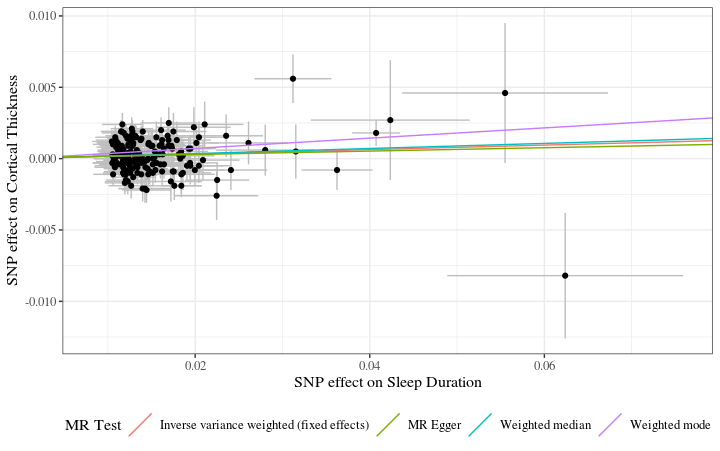 0.010
0.005
0.000
-0.005
-0.010
SNP effect on Cortical Thickness
0.02 0.04 0.06
SNP effect on Sleep Duration
MR Test Inverse variance weighted (fixed effects) MR Egger Weighted median Weighted mode